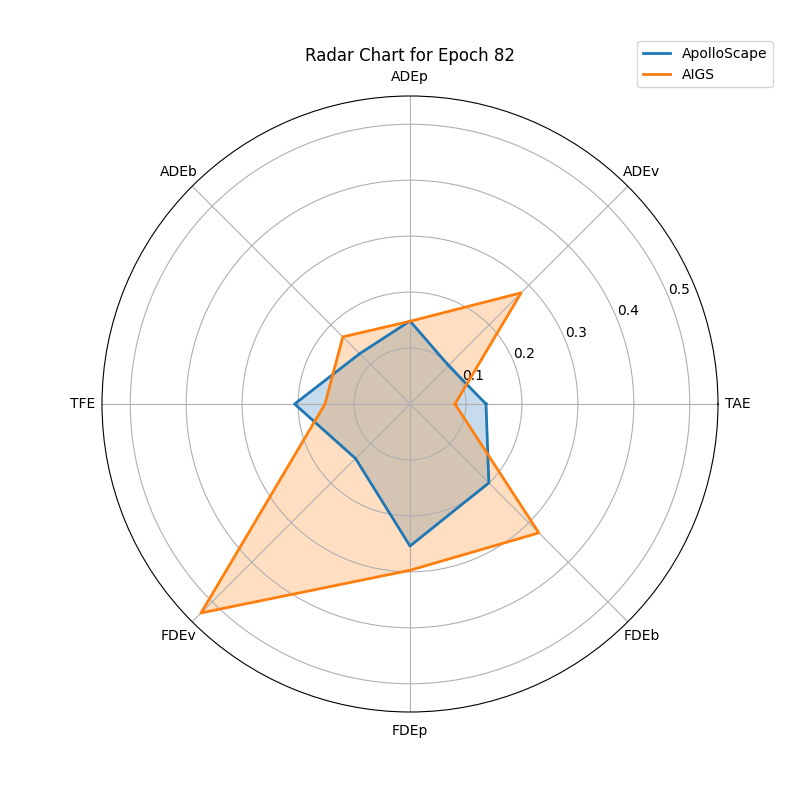 Radar Chart for Epoch 82
ApolloScape
AIGS
ADEp
ADEb
ADEv
0.5
0.4
0.3
0.2
0.1
TFE
TAE
FDEv
FDEb
FDEp